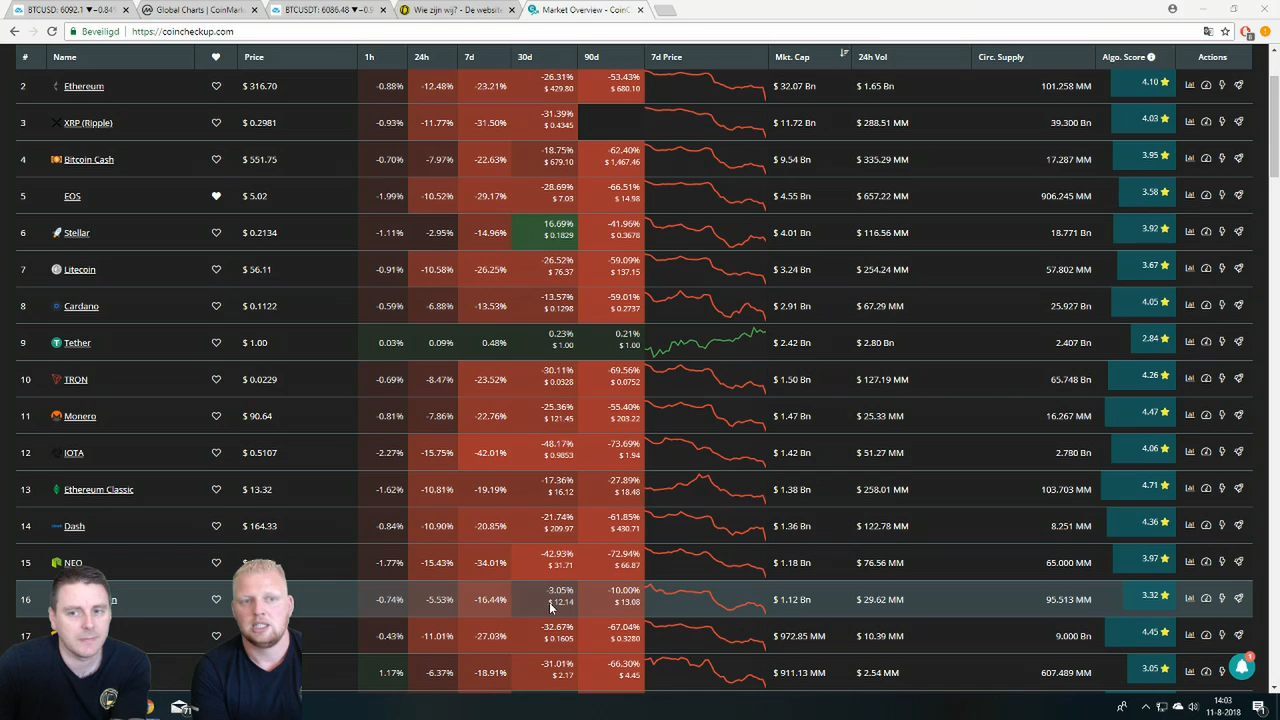 BTCUSDT: 6092.1 ▼-0.84% × Global Charts | CoinMark × BTCUSDT: 6086.48 ▼-0.9 × Wie zijn wij? - De website × Market Overview - CoinC ×
Beveiligd | https://coincheckup.com
# Name Price 1h 24h 7d 30d 90d 7d Price Mkt. Cap 24h Vol Circ. Supply Algo. Score Actions
2 Ethereum $ 316.70 -0.88% -12.48% -23.21% -26.31% $ 429.80 -53.43% $ 680.10 $ 32.07 Bn $ 1.65 Bn 101.258 MM 4.10
3 XRP (Ripple) $ 0.2981 -0.93% -11.77% -31.50% -31.39% $ 0.4345 $ 11.72 Bn $ 288.51 MM 39.300 Bn 4.03
4 Bitcoin Cash $ 551.75 -0.70% -7.97% -22.63% -18.75% $ 679.10 -62.40% $ 1,467.46 $ 9.54 Bn $ 335.29 MM 17.287 MM 3.95
5 EOS $ 5.02 -1.99% -10.52% -29.17% -28.69% $ 7.03 -66.51% $ 14.98 $ 4.55 Bn $ 657.22 MM 906.245 MM 3.58
6 Stellar $ 0.2134 -1.11% -2.95% -14.96% 16.69% $ 0.1829 -41.96% $ 0.3678 $ 4.01 Bn $ 116.56 MM 18.771 Bn 3.92
7 Litecoin $ 56.11 -0.91% -10.58% -26.25% -26.52% $ 76.37 -59.09% $ 137.15 $ 3.24 Bn $ 254.24 MM 57.802 MM 3.67
8 Cardano $ 0.1122 -0.59% -6.88% -13.53% -13.57% $ 0.1298 -59.01% $ 0.2737 $ 2.91 Bn $ 67.29 MM 25.927 Bn 4.05
9 Tether $ 1.00 0.03% 0.09% 0.48% 0.23% $ 1.00 0.21% $ 1.00 $ 2.42 Bn $ 2.80 Bn 2.407 Bn 2.84
10 TRON $ 0.0229 -0.69% -8.47% -23.52% -30.11% $ 0.0328 -69.56% $ 0.0752 $ 1.50 Bn $ 127.19 MM 65.748 Bn 4.26
11 Monero $ 90.64 -0.81% -7.86% -22.76% -25.36% $ 121.45 -55.40% $ 203.22 $ 1.47 Bn $ 25.33 MM 16.267 MM 4.47
12 IOTA $ 0.5107 -2.27% -15.75% -42.01% -48.17% $ 0.9853 -73.69% $ 1.94 $ 1.42 Bn $ 51.27 MM 2.780 Bn 4.06
13 Ethereum Classic $ 13.32 -1.62% -10.81% -19.19% -17.36% $ 16.12 -27.89% $ 18.48 $ 1.38 Bn $ 258.01 MM 103.703 MM 4.71
14 Dash $ 164.33 -0.84% -10.90% -20.85% -21.74% $ 209.97 -61.85% $ 430.71 $ 1.36 Bn $ 122.78 MM 8.251 MM 4.36
15 NEO -1.77% -15.43% -34.01% -42.93% $ 31.71 -72.94% $ 66.87 $ 1.18 Bn $ 76.56 MM 65.000 MM 3.97
16 n -0.74% -5.53% -16.44% -3.05% $ 12.14 -10.00% $ 13.08 $ 1.12 Bn $ 29.62 MM 95.513 MM 3.32
17 -0.43% -11.01% -27.03% -32.67% $ 0.1605 -67.04% $ 0.3280 $ 972.85 MM $ 10.39 MM 9.000 MM 4.45
1.17% -6.37% -18.91% -31.01% $ 2.17 -66.30% $ 4.45 $ 911.13 MM $ 2.54 MM 607.489 MM 3.05
1
71
14:03
11-8-2018